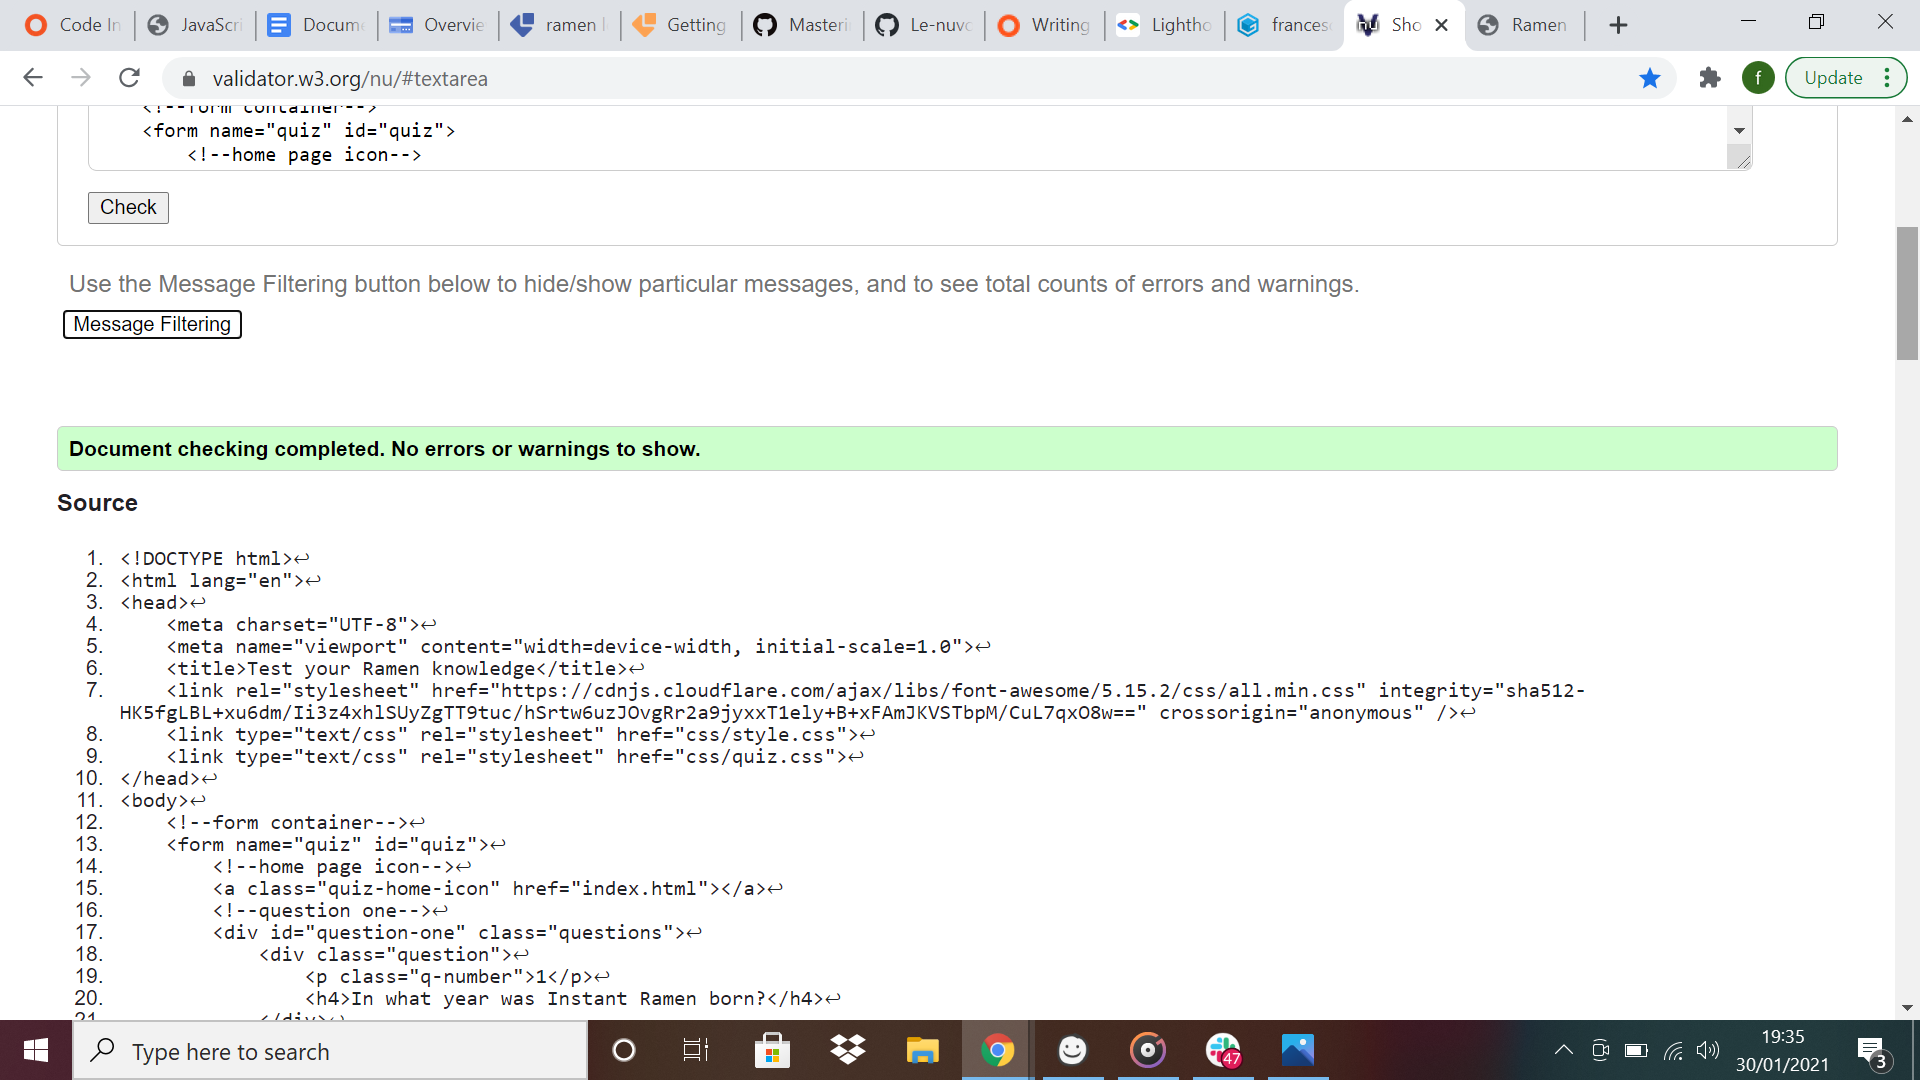 Code In
JavaScri
Docume
Overvie
ramen l
Getting
Masterin
Le-nuvo
Writing
Lightho
frances
Sho
Ramen
validator.w3.org/nu/#textarea
f
Update
<!--form container-->
<form name="quiz" id="quiz">
<!--home page icon-->
Check
Use the Message Filtering button below to hide/show particular messages, and to see total counts of errors and warnings.
Message Filtering
Document checking completed. No errors or warnings to show.
Source
1. <!DOCTYPE html>↩
2. <html lang="en">↩
3. <head>↩
4. <meta charset="UTF-8">↩
5. <meta name="viewport" content="width=device-width, initial-scale=1.0">↩
6. <title>Test your Ramen knowledge</title>↩
7. <link rel="stylesheet" href="https://cdnjs.cloudflare.com/ajax/libs/font-awesome/5.15.2/css/all.min.css" integrity="sha512-
HK5fgLBL+xu6dm/Ii3z4xhlSUyZgTT9tuc/hSrtw6uzJOvgRr2a9jyxxT1ely+B+xFAmJKVSTbpM/CuL7qxO8w==" crossorigin="anonymous" />↩
8. <link type="text/css" rel="stylesheet" href="css/style.css">↩
9. <link type="text/css" rel="stylesheet" href="css/quiz.css">↩
10. </head>↩
11. <body>↩
12. <!--form container-->↩
13. <form name="quiz" id="quiz">↩
14. <!--home page icon-->↩
15. <a class="quiz-home-icon" href="index.html"></a>↩
16. <!--question one-->↩
17. <div id="question-one" class="questions">↩
18. <div class="question">↩
19. <p class="q-number">1</p>↩
20. <h4>In what year was Instant Ramen born?</h4>↩
21. </div>↩
Type here to search
47
19:35
30/01/2021
3